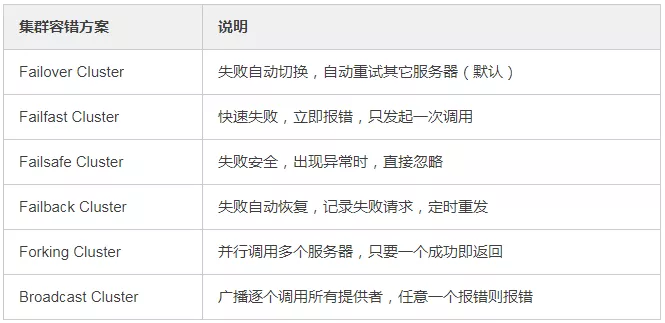 集群容错方案 说明
Failover Cluster 失败自动切换，自动重试其它服务器（默认）
Failfast Cluster 快速失败，立即报错，只发起一次调用
Failsafe Cluster 失败安全，出现异常时，直接忽略
Failback Cluster 失败自动恢复，记录失败请求，定时重发
Forking Cluster 并行调用多个服务器，只要一个成功即返回
Broadcast Cluster 广播逐个调用所有提供者，任意一个报错则报错